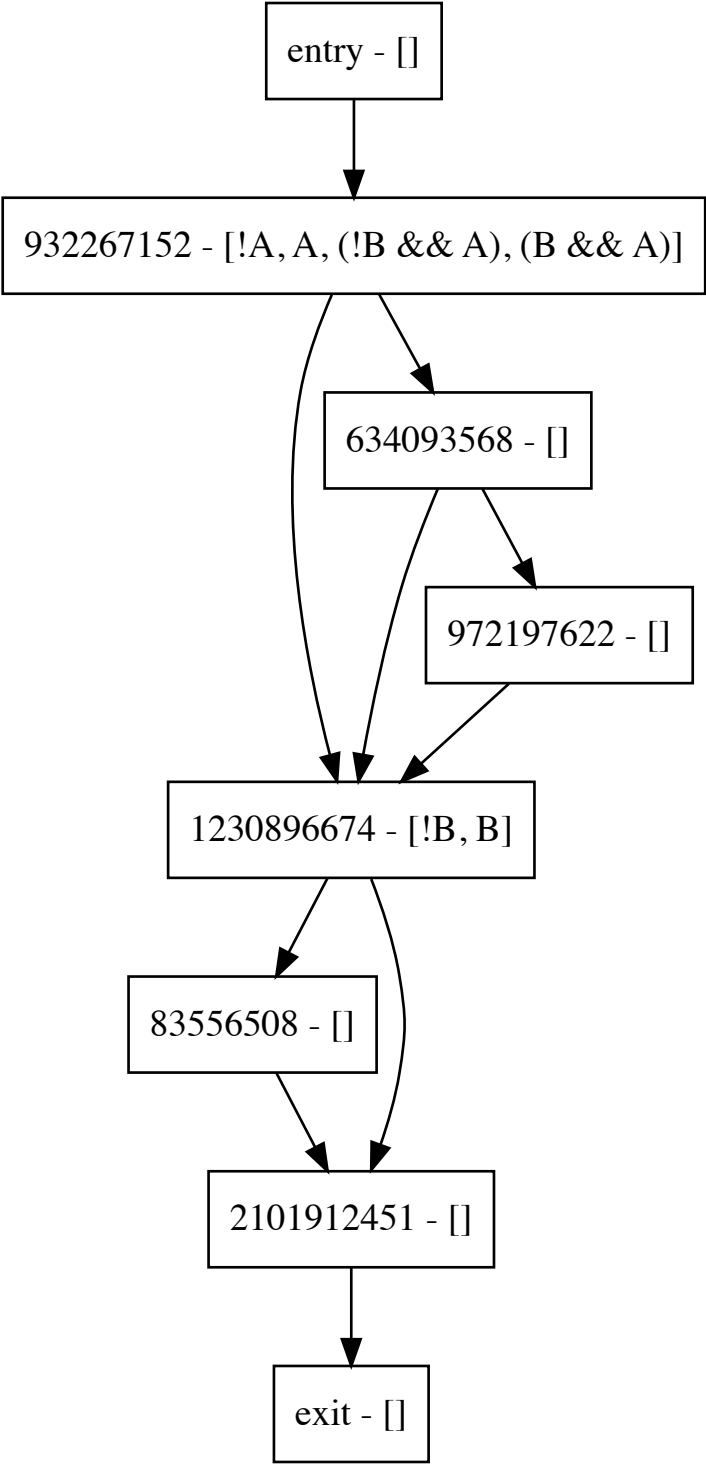 entry - []
932267152 - [!A, A, (!B && A), (B && A)]
634093568 - []
972197622 - []
1230896674 - [!B, B]
83556508 - []
2101912451 - []
exit - []